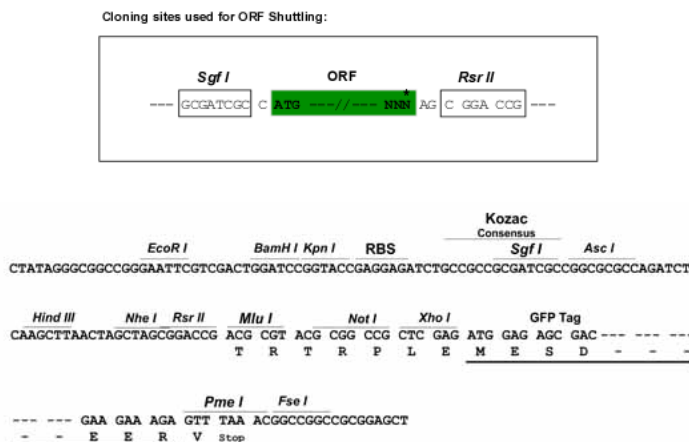 Cloning sites used for ORF Shuttling:
Sgf I ORF Rsr II
--- GCGATCGC C ATG ---//--- NNN* AG C GGA CCG ---
Kozac
Consensus
EcoR I BamH I Kpn I RBS Sgf I Asc I
CTATAGGGCGGCCGGGAATTCGTCGACTGGATCCGGTACCGAGGAGATCTGCCGCCGCGATCGCCGGCGCGCCAGATCT
Hind III Nhe I Rsr II Mlu I Not I Xho I GFP Tag
CAAGCTTAACTAGCTAGCGGACCG ACG CGT ACG CGG CCG CTC GAG ATG GAG AGC GAC--- ----
T R T R P L E M E S D - - -
Pme I Fse I
--- --- GAA GAA AGA GTT TAA ACGGCCGGCCGCGGAGCT
- - E E R V Stop